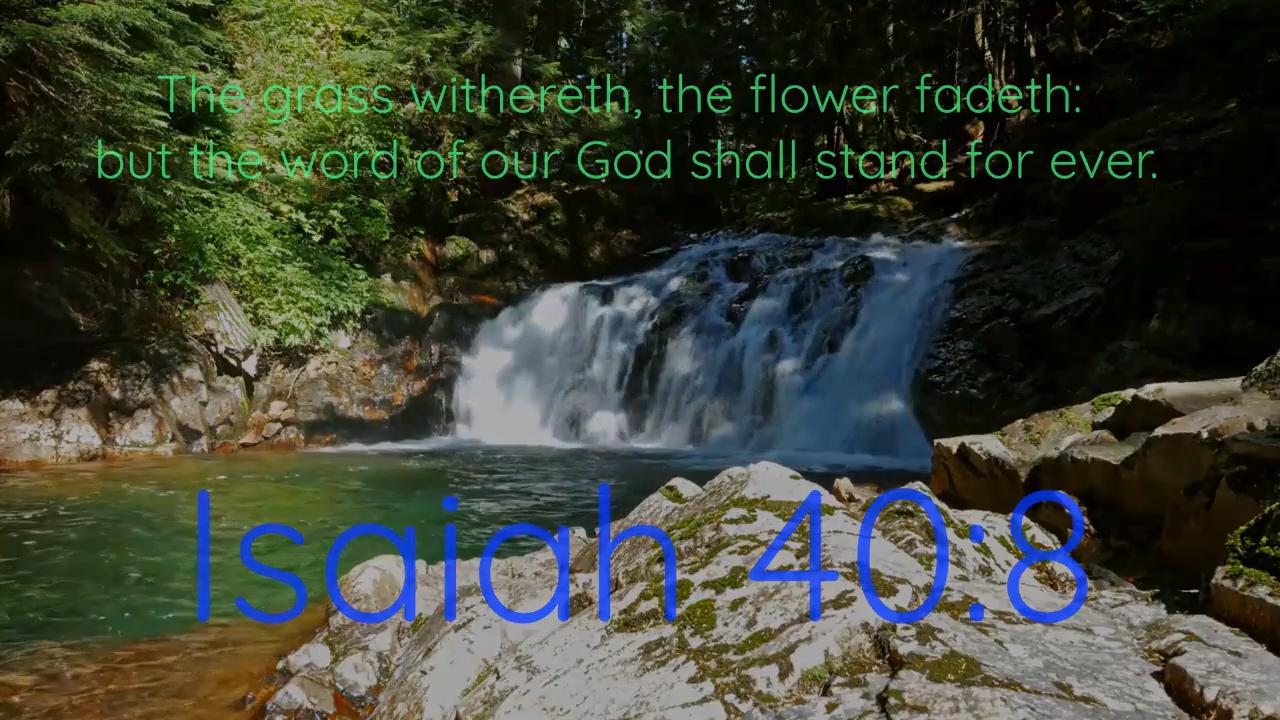 The grass withereth, the flower fadeth:
but the word of our God shall stand for ever.
Isaiah 40:8